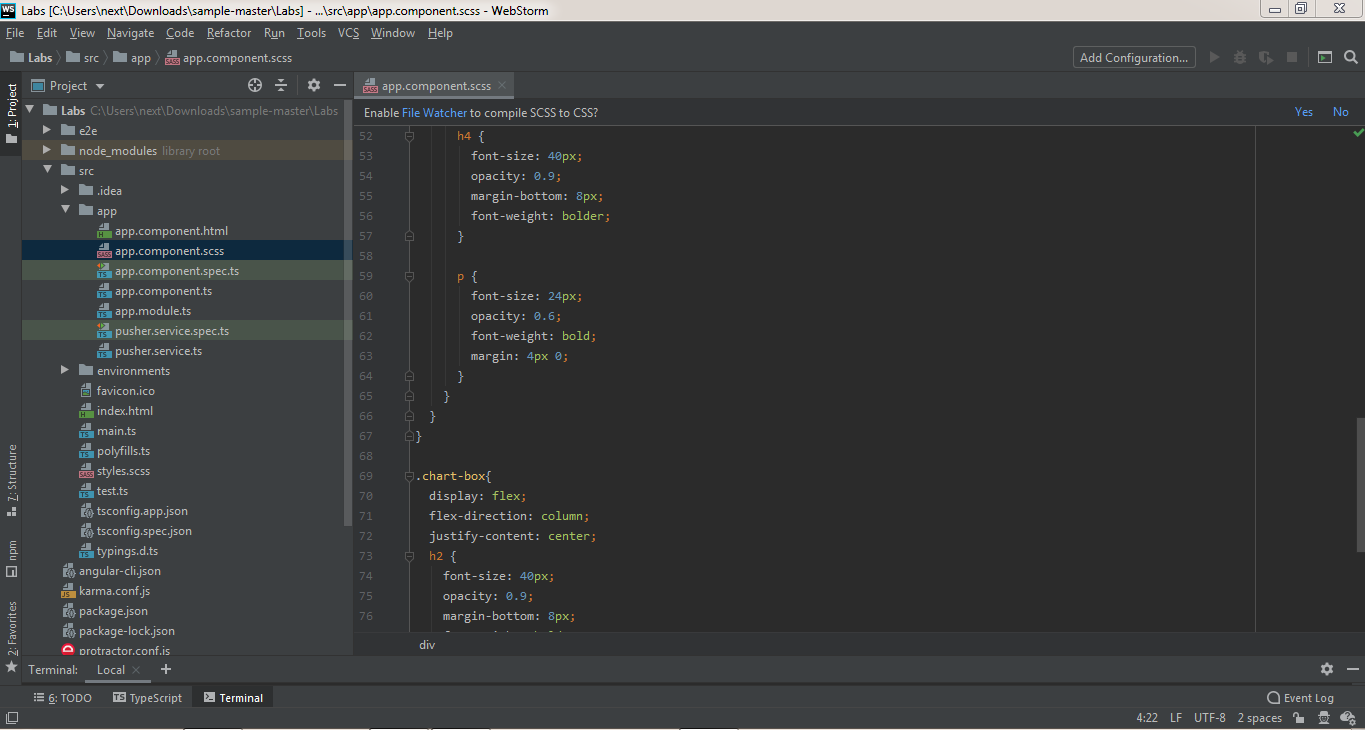 WS Labs [C:\Users\next\Downloads\sample-master\Labs] - ...\src\app\app.component.scss - WebStorm
File Edit View Navigate Code Refactor Run Tools VCS Window Help
Labs src app app.component.scss Add Configuration...
1: Project
7: Structure
npm
2: Favorites
Project
Labs C:\Users\next\Downloads\sample-master\Labs
e2e
node_modules library root
src
.idea
app
app.component.html
app.component.scss
app.component.spec.ts
app.component.ts
app.module.ts
pusher.service.spec.ts
pusher.service.ts
environments
favicon.ico
index.html
main.ts
polyfills.ts
styles.scss
test.ts
tsconfig.app.json
tsconfig.spec.json
typings.d.ts
angular-cli.json
karma.conf.js
package.json
package-lock.json
protractor.conf.js
app.component.scss
Enable File Watcher to compile SCSS to CSS? Yes No
52 h4 {
53 font-size: 40px;
54 opacity: 0.9;
55 margin-bottom: 8px;
56 font-weight: bolder;
57 }
58
59 p {
60 font-size: 24px;
61 opacity: 0.6;
62 font-weight: bold;
63 margin: 4px 0;
64 }
65 }
66 }
67 }
68
69 .chart-box{
70 display: flex;
71 flex-direction: column;
72 justify-content: center;
73 h2 {
74 font-size: 40px;
75 opacity: 0.9;
76 margin-bottom: 8px;
div
Terminal: Local
6: TODO TypeScript Terminal Event Log
4:22 LF UTF-8 2 spaces